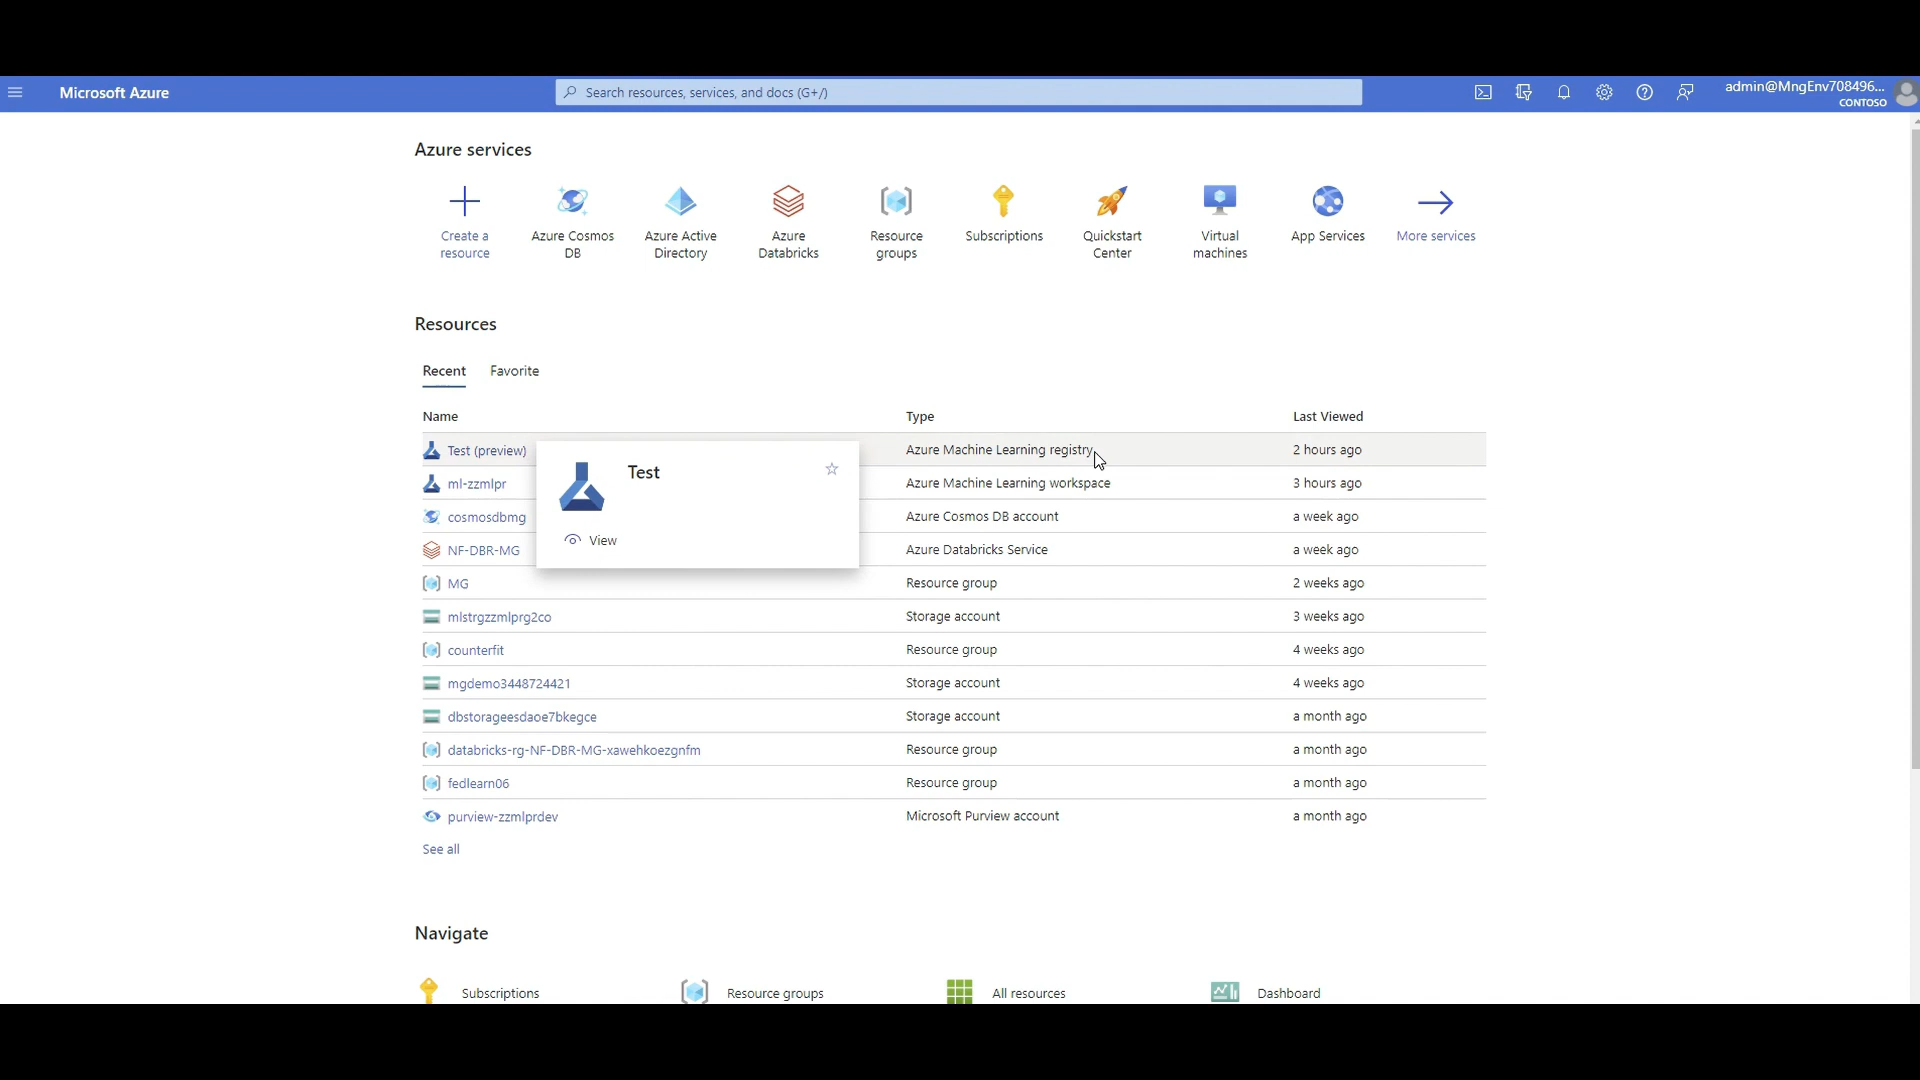 Microsoft Azure
Search resources, services, and docs (G+/)
admin@MngEnv708496...
CONTOSO
Azure services
Create a resource
Azure Cosmos DB
Azure Active Directory
Azure Databricks
Resource groups
Subscriptions
Quickstart Center
Virtual machines
App Services
More services
Resources
Recent Favorite
Name Type Last Viewed
Test (preview) Azure Machine Learning registry 2 hours ago
Test
View
ml-zzmlpr Azure Machine Learning workspace 3 hours ago
cosmosdbmg Azure Cosmos DB account a week ago
NF-DBR-MG Azure Databricks Service a week ago
MG Resource group 2 weeks ago
mlstrgzzmlprg2co Storage account 3 weeks ago
counterfit Resource group 4 weeks ago
mgdemo3448724421 Storage account 4 weeks ago
dbstorageesdaoe7bkegce Storage account a month ago
databricks-rg-NF-DBR-MG-xawehkoezgnfm Resource group a month ago
fedlearn06 Resource group a month ago
purview-zzmlprdev Microsoft Purview account a month ago
See all
Navigate
Subscriptions Resource groups All resources Dashboard